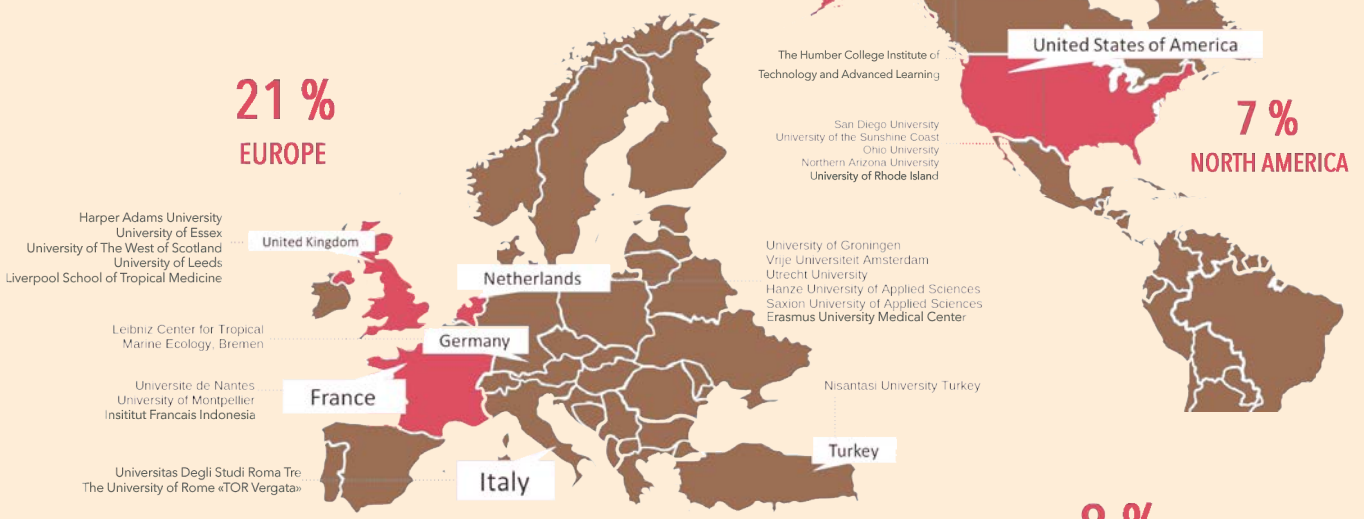 21 %
EUROPE
Harper Adams University
University of Essex
University of The West of Scotland
University of Leeds
Liverpool School of Tropical Medicine
United Kingdom
Leibniz Center for Tropical
Marine Ecology, Bremen
Germany
Universite de Nantes
University of Montpellier
Insititut Francais Indonesia
France
Universitas Degli Studi Roma Tre
The University of Rome «TOR Vergata»
Italy
Netherlands
University of Groningen
Vrije Universiteit Amsterdam
Utrecht University
Hanze University of Applied Sciences
Saxion University of Applied Sciences
Erasmus University Medical Center
Nisantasi University Turkey
Turkey
The Humber College Institute of
Technology and Advanced Learning
United States of America
San Diego University
University of the Sunshine Coast
Ohio University
Northern Arizona University
University of Rhode Island
7 %
NORTH AMERICA